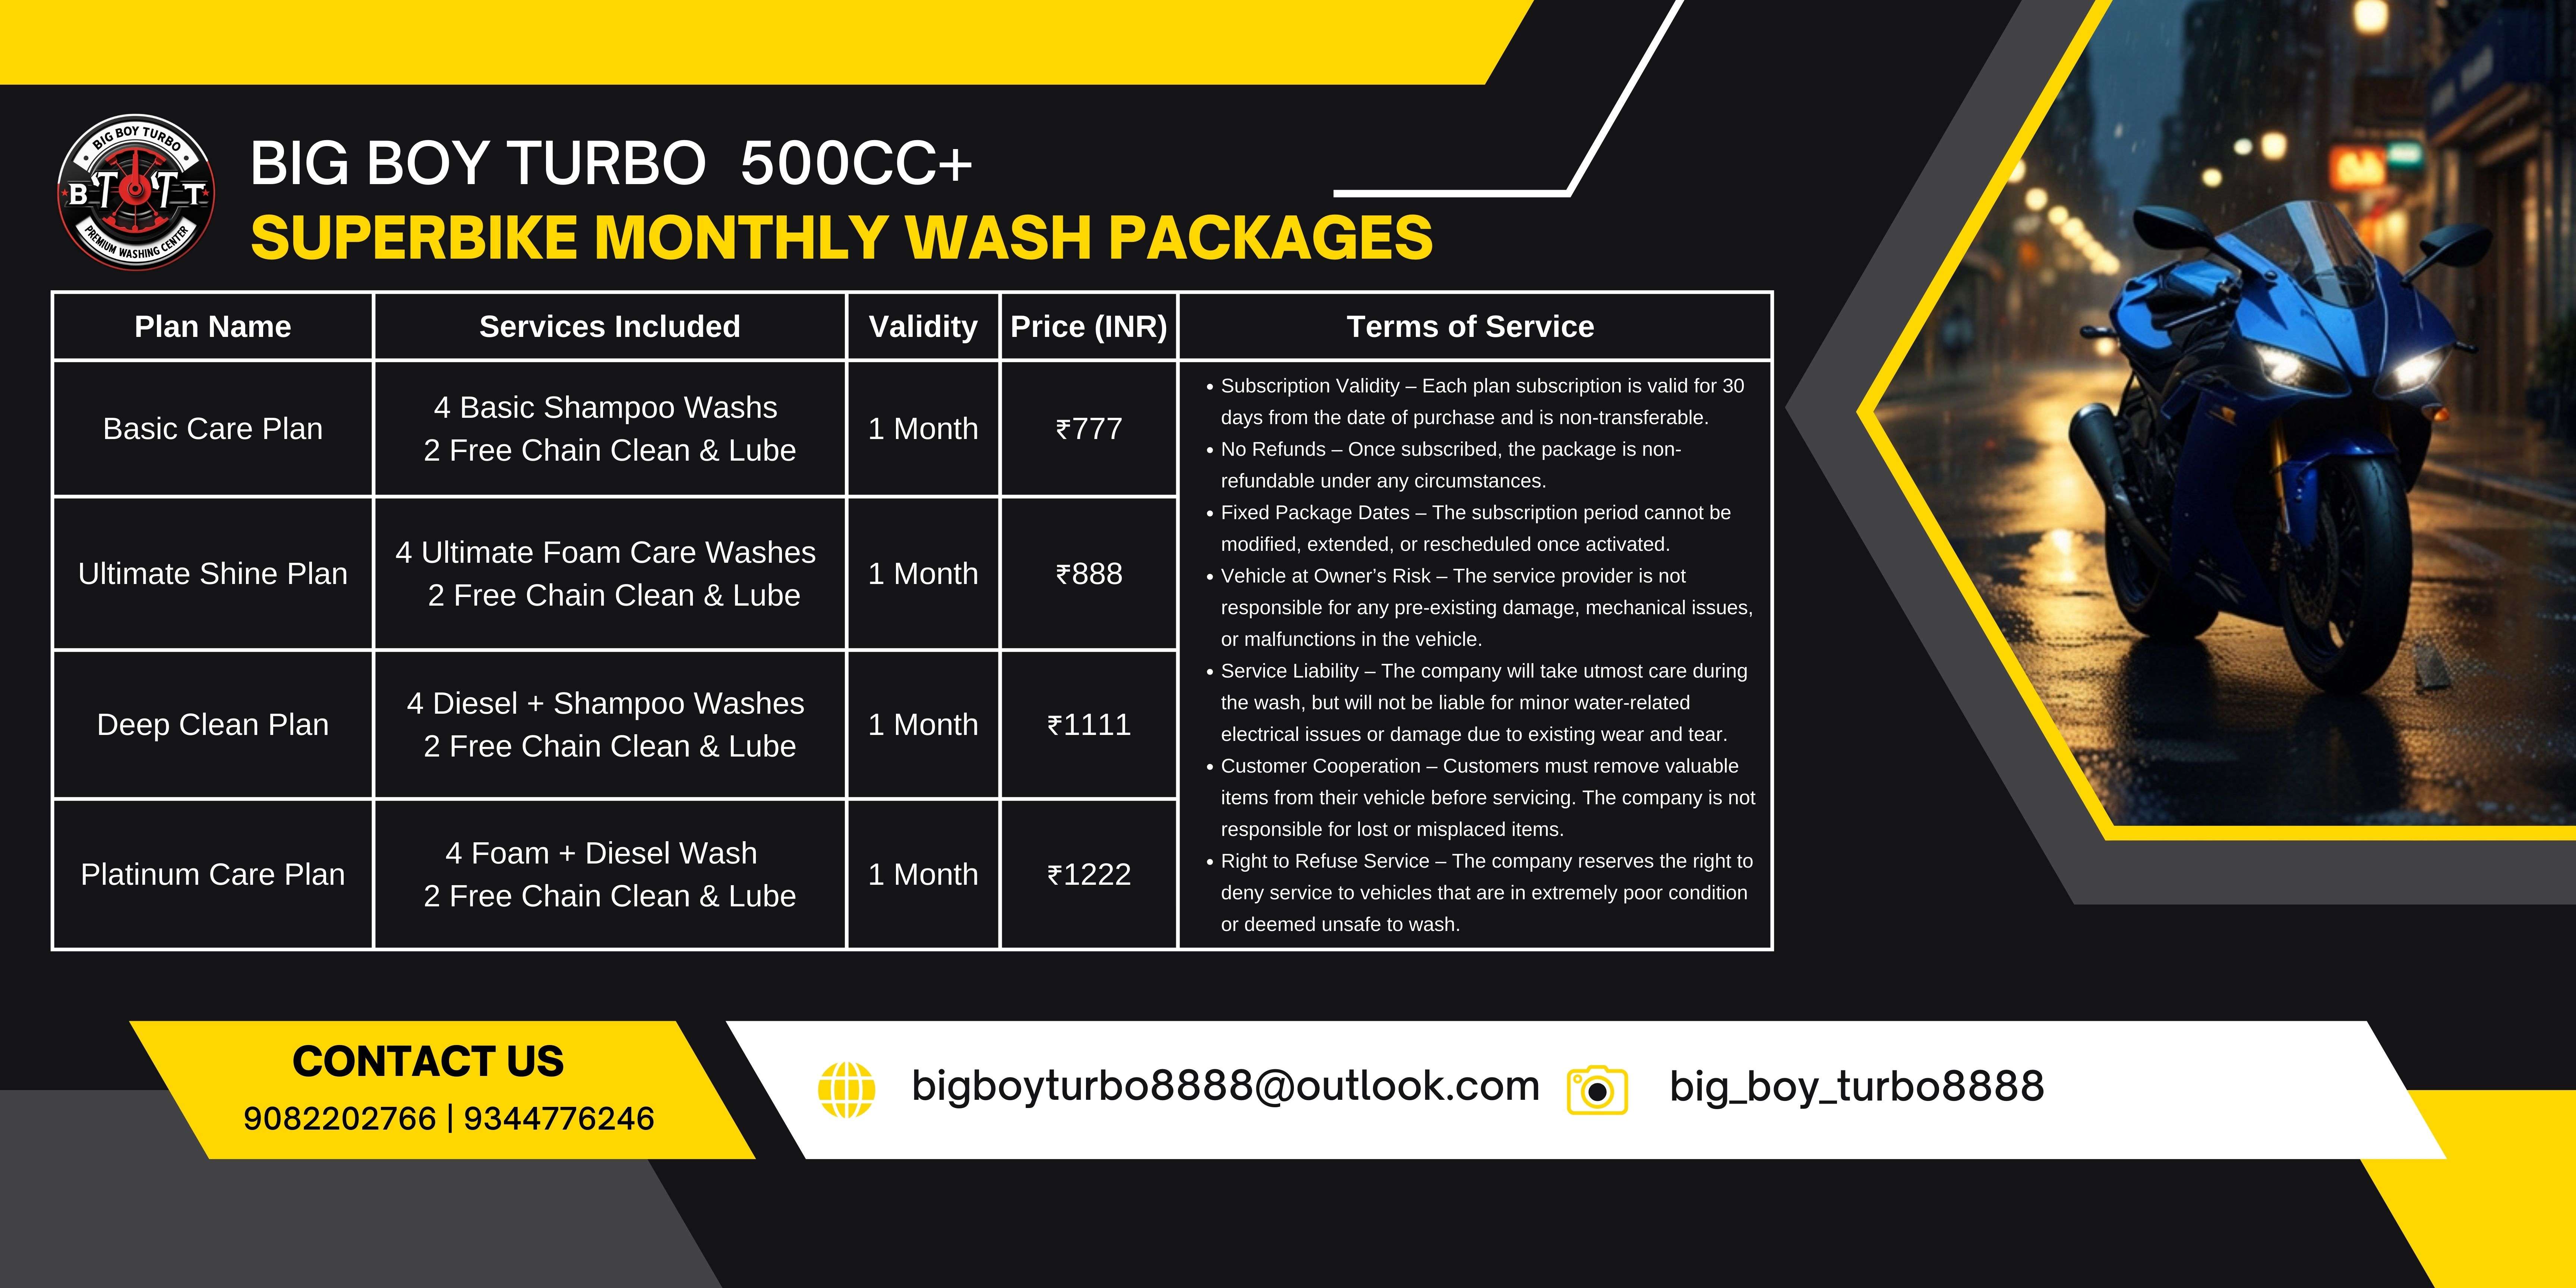 BIG BOY TURBO
B T T T
PREMIUM WASHING CENTER
BIG BOY TURBO 500CC+
SUPERBIKE MONTHLY WASH PACKAGES
Plan Name Services Included Validity Price (INR) Terms of Service
Basic Care Plan
4 Basic Shampoo Washs
2 Free Chain Clean & Lube
1 Month
₹777
Ultimate Shine Plan
4 Ultimate Foam Care Washes
2 Free Chain Clean & Lube
1 Month
₹888
Deep Clean Plan
4 Diesel + Shampoo Washes
2 Free Chain Clean & Lube
1 Month
₹1111
Platinum Care Plan
4 Foam + Diesel Wash
2 Free Chain Clean & Lube
1 Month
₹1222
• Subscription Validity – Each plan subscription is valid for 30
days from the date of purchase and is non-transferable.
• No Refunds – Once subscribed, the package is non-
refundable under any circumstances.
• Fixed Package Dates – The subscription period cannot be
modified, extended, or rescheduled once activated.
• Vehicle at Owner’s Risk – The service provider is not
responsible for any pre-existing damage, mechanical issues,
or malfunctions in the vehicle.
• Service Liability – The company will take utmost care during
the wash, but will not be liable for minor water-related
electrical issues or damage due to existing wear and tear.
• Customer Cooperation – Customers must remove valuable
items from their vehicle before servicing. The company is not
responsible for lost or misplaced items.
• Right to Refuse Service – The company reserves the right to
deny service to vehicles that are in extremely poor condition
or deemed unsafe to wash.
CONTACT US
9082202766 | 9344776246
bigboyturbo8888@outlook.com
big_boy_turbo8888